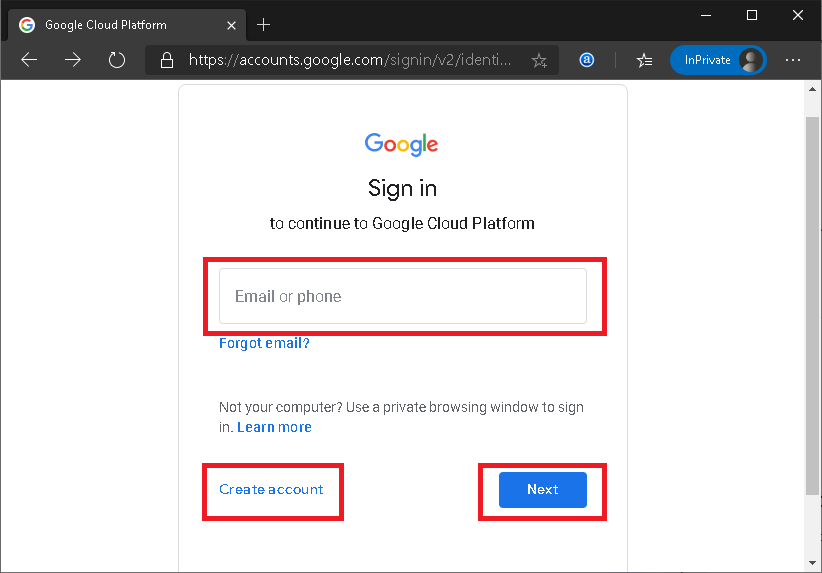 Google Cloud Platform
https://accounts.google.com/signin/v2/identi...
InPrivate
Google
Sign in
to continue to Google Cloud Platform
Email or phone
Forgot email?
Not your computer? Use a private browsing window to sign
in. Learn more
Create account
Next